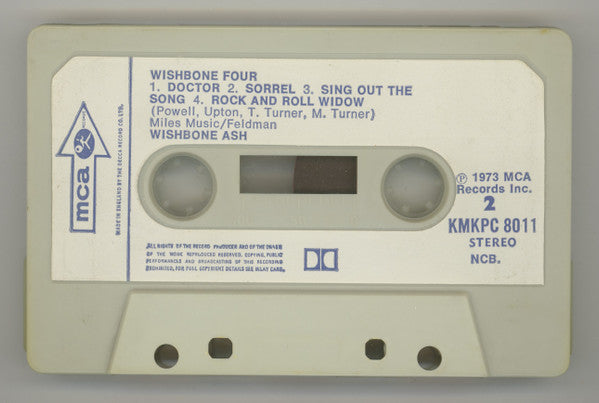 WISHBONE FOUR
1. DOCTOR 2. SORREL 3. SING OUT THE
SONG 4. ROCK AND ROLL WIDOW
(Powell, Upton, T. Turner, M. Turner)
Miles Music/Feldman
WISHBONE ASH
mca
RECORDS
MADE IN ENGLAND BY THE DECCA RECORD CO. LTD.
℗ 1973 MCA
Records Inc.
2
KMKPC 8011
STEREO
NCB.
ALL RIGHTS OF THE RECORD PRODUCER AND OF THE OWNER
OF THE WORK REPRODUCED RESERVED. COPYING, PUBLIC
PERFORMANCE AND BROADCASTING OF THIS RECORDING
PROHIBITED. FOR FULL COPYRIGHT DETAILS SEE INLAY CARD.